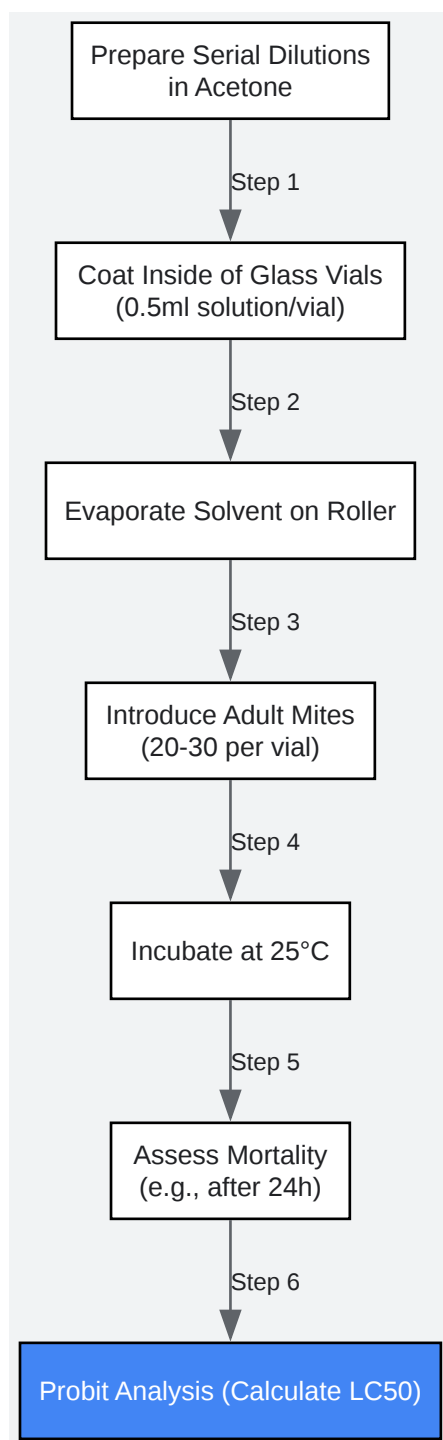 Prepare Serial Dilutions
in Acetone
Step 1
Coat Inside of Glass Vials
(0.5ml solution/vial)
Step 2
Evaporate Solvent on Roller
Step 3
Introduce Adult Mites
(20-30 per vial)
Step 4
Incubate at 25°C
Step 5
Assess Mortality
(e.g., after 24h)
Step 6
Probit Analysis (Calculate LC50)